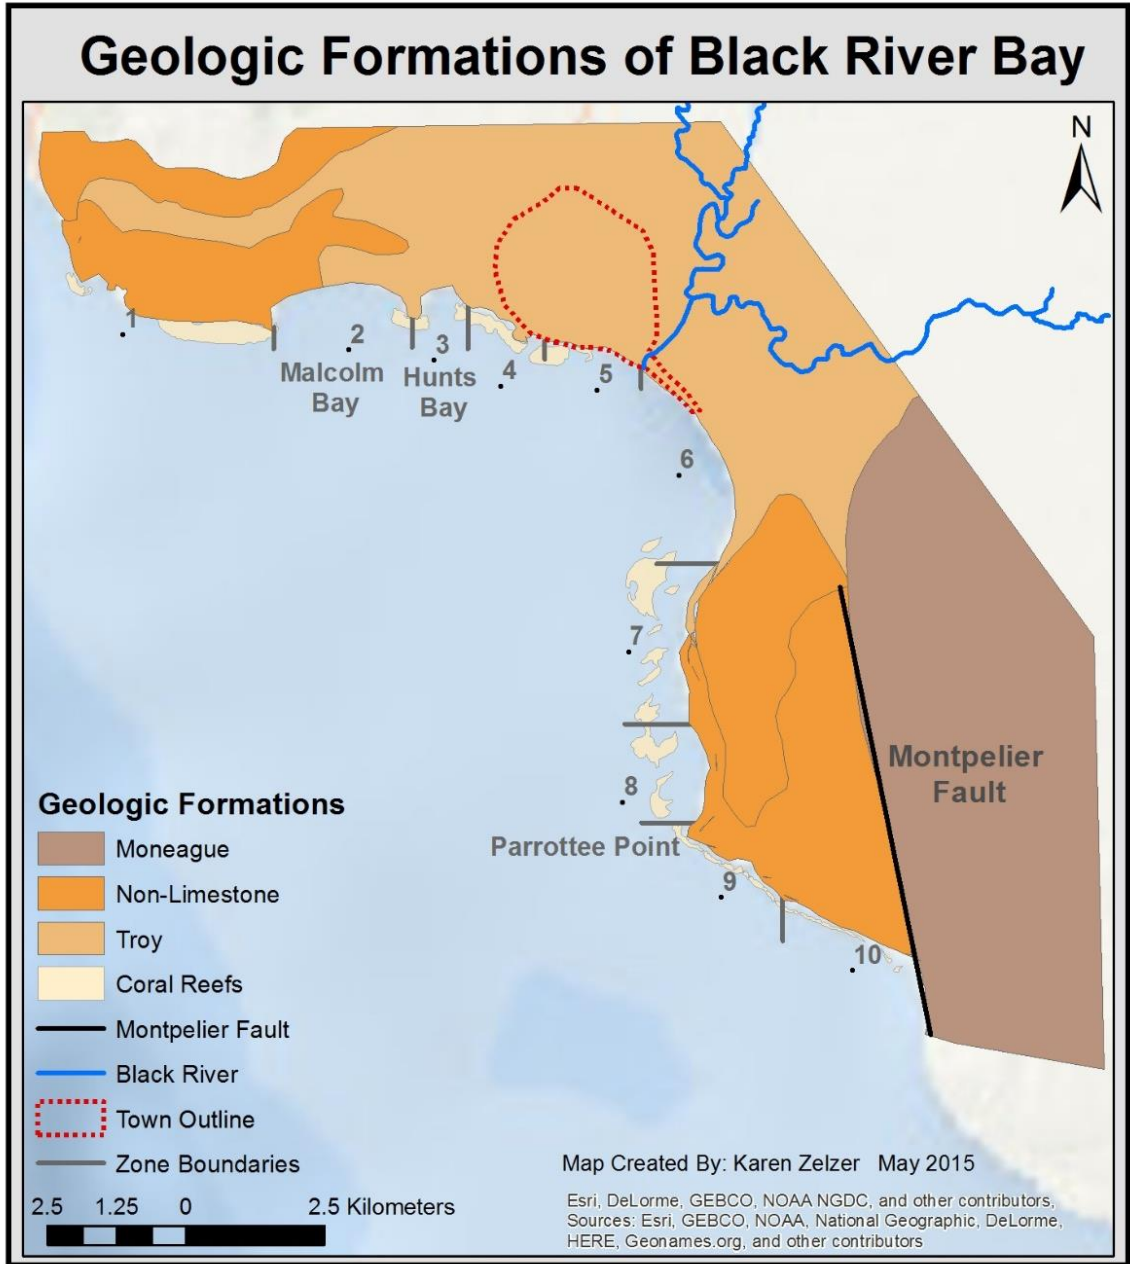 Geologic Formations of Black River Bay
N
1
2
3
4
5
Malcolm
Bay
Hunts
Bay
6
7
8
Montpelier
Fault
Parrottee Point
9
10
Geologic Formations
Moneague
Non-Limestone
Troy
Coral Reefs
Montpelier Fault
Black River
Town Outline
Zone Boundaries
2.5 1.25 0 2.5 Kilometers
Map Created By: Karen Zelzer May 2015
Esri, DeLorme, GEBCO, NOAA NGDC, and other contributors,
Sources: Esri, GEBCO, NOAA, National Geographic, DeLorme,
HERE, Geonames.org, and other contributors